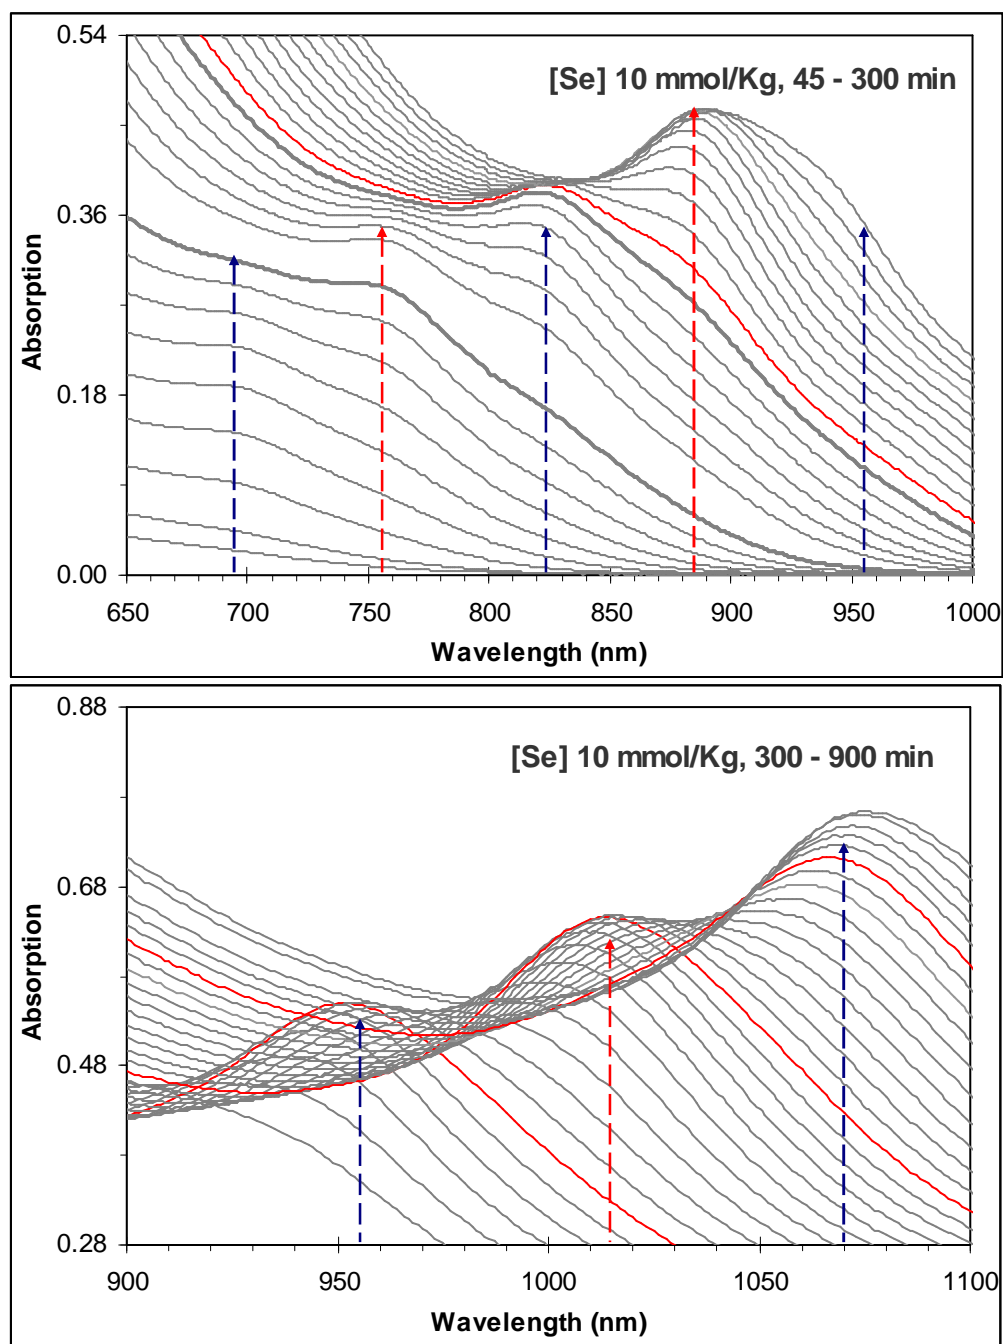 [Se] 10 mmol/Kg, 45 - 300 min
Absorption
0.54
0.36
0.18
0.00
650 700 750 800 850 900 950 1000
Wavelength (nm)
[Se] 10 mmol/Kg, 300 - 900 min
Absorption
0.88
0.68
0.48
0.28
900 950 1000 1050 1100
Wavelength (nm)